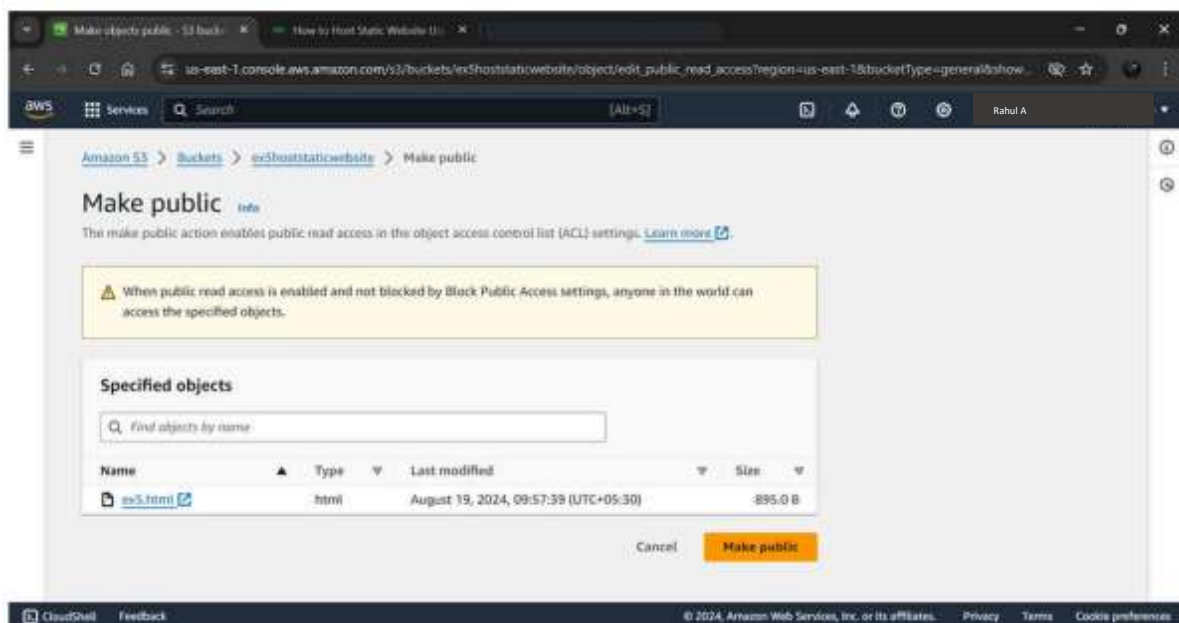 Make objects public - S3 buck
How to Host Static Website U
us-east-1.console.aws.amazon.com/s3/buckets/ex5hoststaticwebsite/object/edit_public_read_access?region=us-east-1&bucketType=general&show
aws Services Search [Alt+S] Rahul A
Amazon S3 > Buckets > ex5hoststaticwebsite > Make public
Make public Info
The make public action enables public read access in the object access control list (ACL) settings. Learn more
When public read access is enabled and not blocked by Block Public Access settings, anyone in the world can
access the specified objects.
Specified objects
Find objects by name
Name Type Last modified Size
ex5.html html August 19, 2024, 09:57:39 (UTC+05:30) 895.0 B
Cancel Make public
CloudShell Feedback © 2024, Amazon Web Services, Inc. or its affiliates. Privacy Terms Cookie preferences